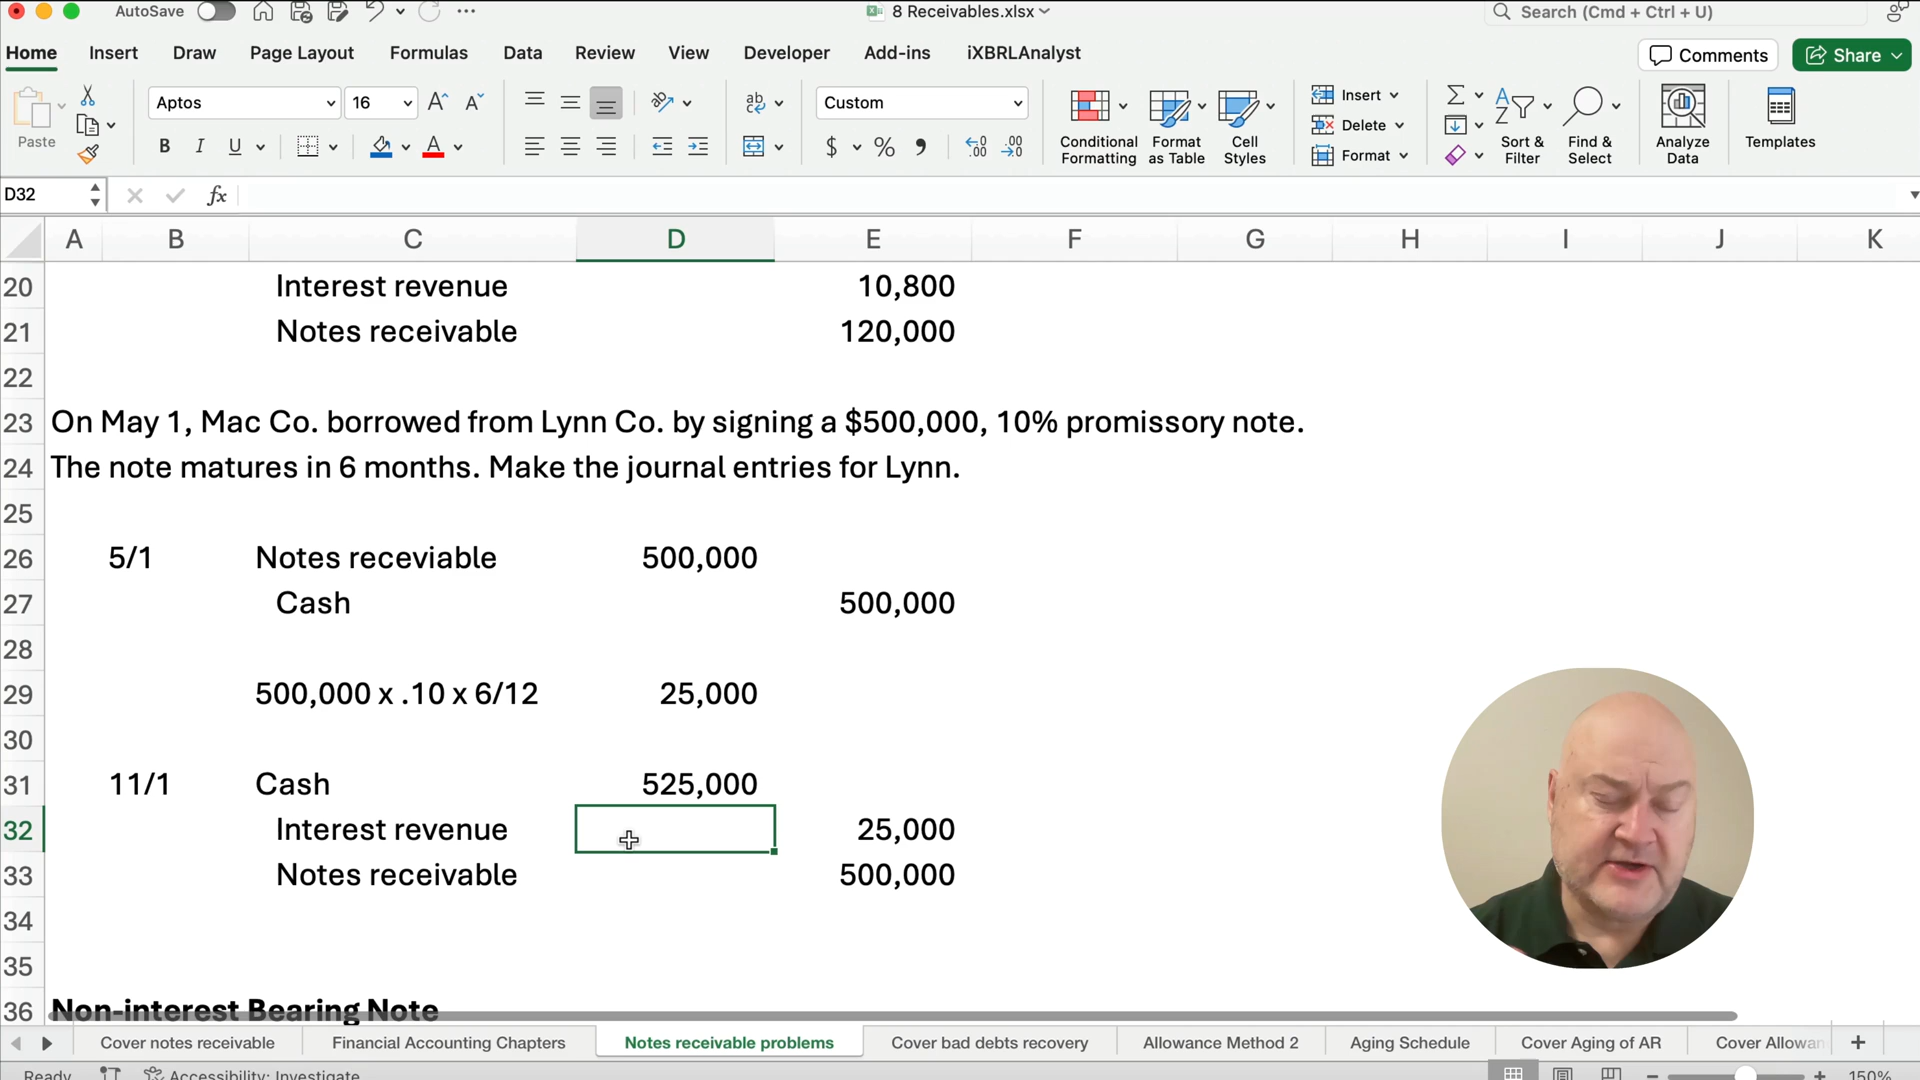 AutoSave
8 Receivables.xlsx
Search (Cmd + Ctrl + U)
Home Insert Draw Page Layout Formulas Data Review View Developer Add-ins iXBRLAnalyst
Comments Share
Paste
Aptos 16
B I U
Custom
$ %
Conditional Formatting
Format as Table
Cell Styles
Insert
Delete
Format
Sort & Filter
Find & Select
Analyze Data
Templates
D32 fx
A B C D E F G H I J K
20 Interest revenue 10,800
21 Notes receivable 120,000
22
23 On May 1, Mac Co. borrowed from Lynn Co. by signing a $500,000, 10% promissory note.
24 The note matures in 6 months. Make the journal entries for Lynn.
25
26 5/1 Notes receviable 500,000
27 Cash 500,000
28
29 500,000 x .10 x 6/12 25,000
30
31 11/1 Cash 525,000
32 Interest revenue 25,000
33 Notes receivable 500,000
34
35
36 Non-interest Bearing Note
Cover notes receivable Financial Accounting Chapters Notes receivable problems Cover bad debts recovery Allowance Method 2 Aging Schedule Cover Aging of AR Cover Allowan
Ready Accessibility: Investigate 150%